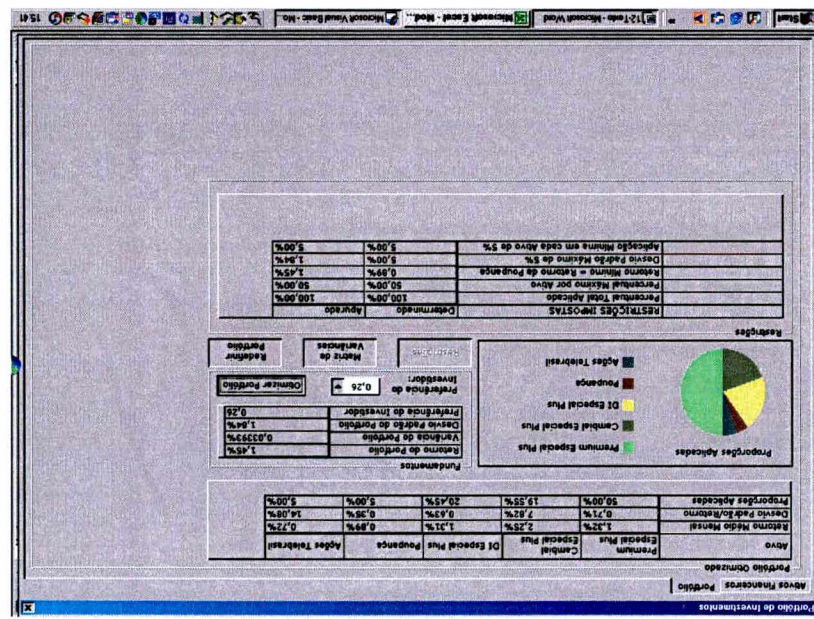 Portfólio de Investimentos
Ativos Financeiros Portfólio
Portfólio Otimizado
Ativo Premium Especial Plus Cambial Especial Plus DI Especial Plus Poupança Ações Telebrasil
Retorno Médio Mensal 1,32% 2,25% 1,31% 0,89% 0,72%
Desvio Padrão/Retorno 0,71% 7,82% 0,63% 0,35% 14,08%
Proporções Aplicadas 50,00% 19,55% 20,45% 5,00% 5,00%
Proporções Aplicadas
Premium Especial Plus
Cambial Especial Plus
DI Especial Plus
Poupança
Ações Telebrasil
Fundamentos
Retorno do Portfolio 1,45%
Variância do Portfolio 0,03393%
Desvio Padrão do Portfolio 1,84%
Preferência do Investidor 0,26
Preferência do Investidor: 0,26 Otimizar Portfólio
Restrições Matriz de Variâncias Redefinir Portfólio
Restrições
RESTRIÇÕES IMPOSTAS Determinado Apurado
Percentual Total Aplicado 100,00% 100,00%
Percentual Máximo por Ativo 50,00% 50,00%
Retorno Mínimo = Retorno da Poupança 0,89% 1,45%
Desvio Padrão Máximo de 5% 5,00% 1,84%
Aplicação Mínima em cada Ativo de 5% 5,00% 5,00%
Start » 12-Texto - Microsoft Word Microsoft Excel - Mod... Microsoft Visual Basic - Mo 15:41